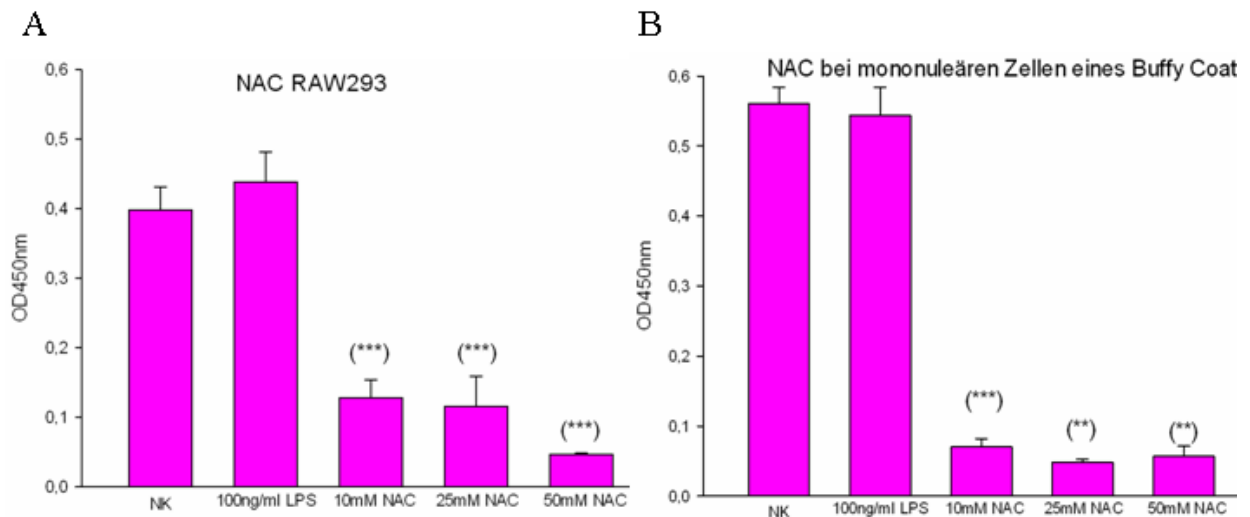 A
NAC RAW293
OD450nm
0,6
0,5
0,4
0,3
0,2
0,1
0,0
(***)
(***)
(***)
NK
100ng/ml LPS
10mM NAC
25mM NAC
50mM NAC
B
NAC bei mononuleären Zellen eines Buffy Coat
OD450nm
0,6
0,5
0,4
0,3
0,2
0,1
0,0
(***)
(**)
(**)
NK
100ng/ml LPS
10mM NAC
25mM NAC
50mM NAC